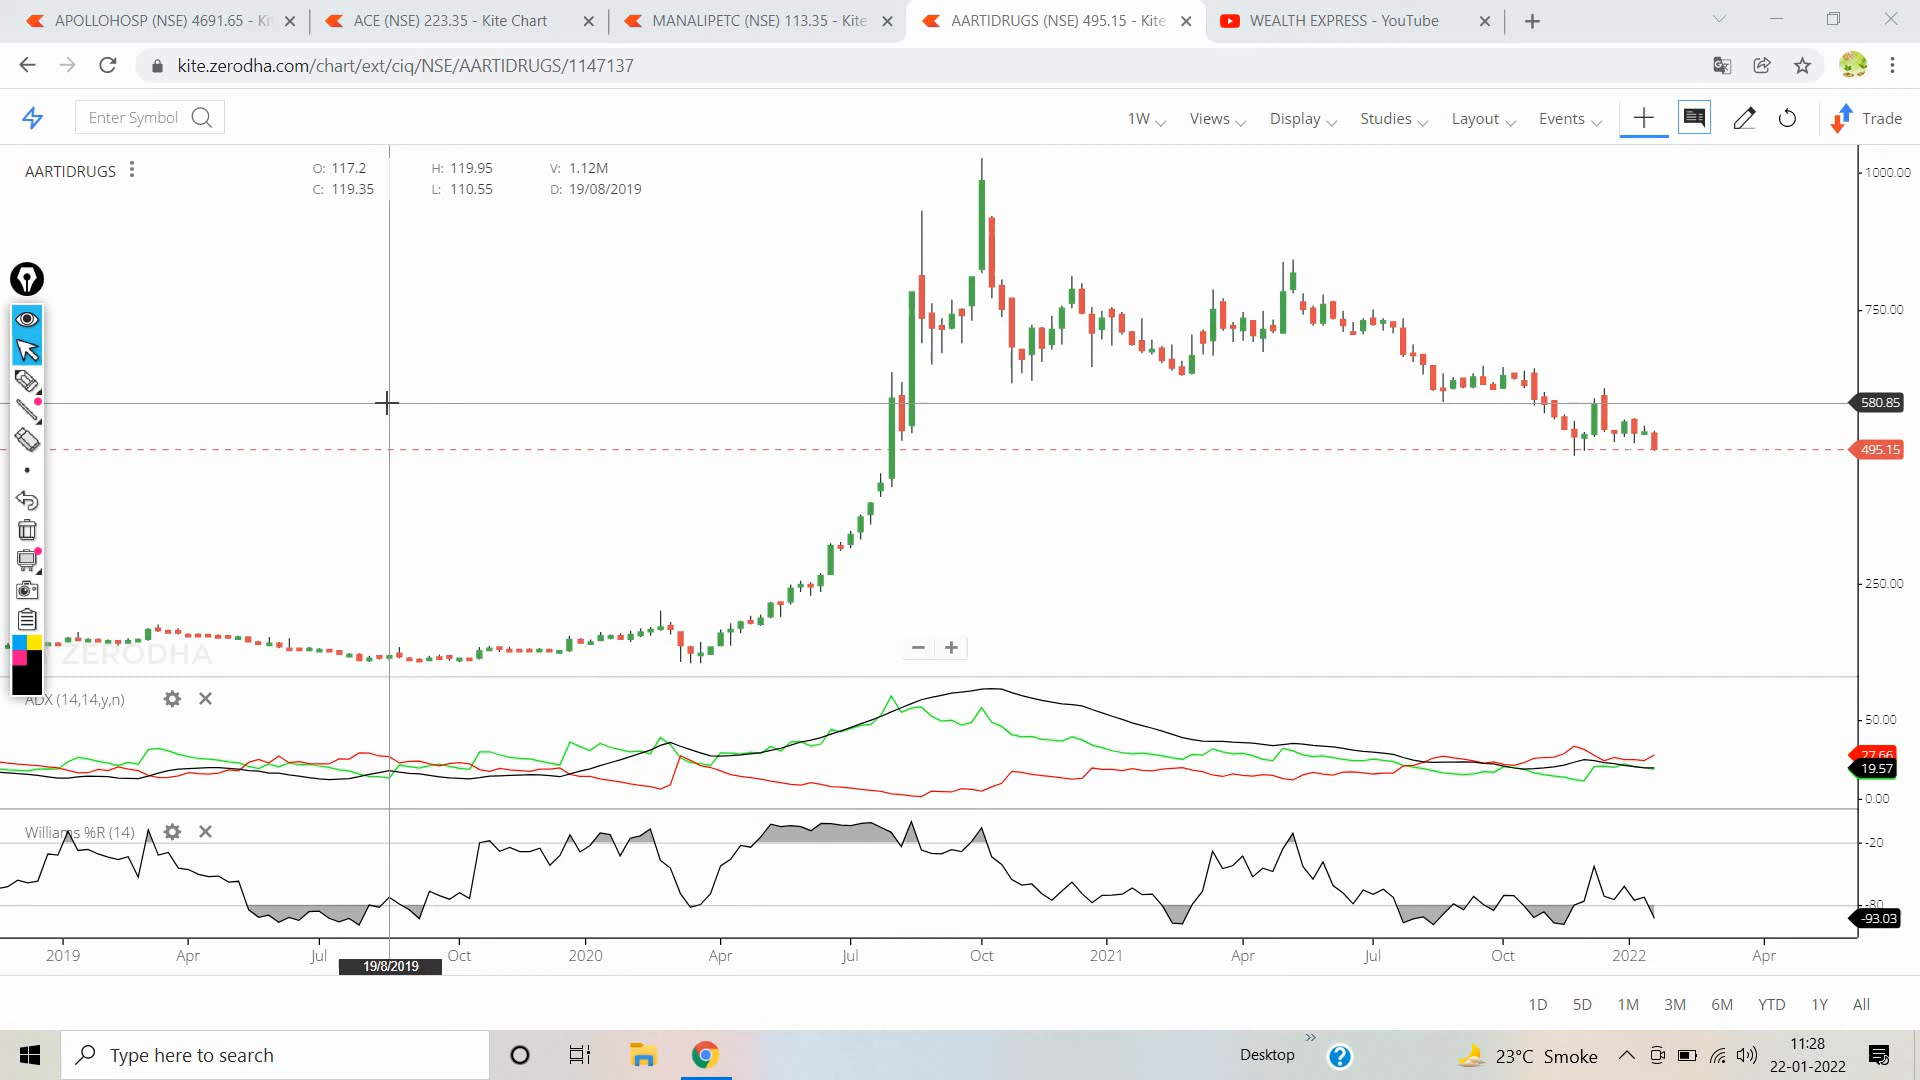 APOLLOHOSP (NSE) 4691.65 - Ki
ACE (NSE) 223.35 - Kite Chart
MANALIPETC (NSE) 113.35 - Kite
AARTIDRUGS (NSE) 495.15 - Kite
WEALTH EXPRESS - YouTube
kite.zerodha.com/chart/ext/ciq/NSE/AARTIDRUGS/1147137
Enter Symbol
1W Views Display Studies Layout Events Trade
AARTIDRUGS
O: 117.2 H: 119.95 V: 1.12M
C: 119.35 L: 110.55 D: 19/08/2019
1000.00
750.00
580.85
495.15
250.00
ZERODHA
ADX (14,14,y,n)
50.00
27.66
19.57
0.00
Williams %R (14)
-20
-80
-93.03
2019 Apr Jul Oct 2020 Apr Jul Oct 2021 Apr Jul Oct 2022 Apr
19/8/2019
1D 5D 1M 3M 6M YTD 1Y All
Type here to search
Desktop
23°C Smoke
11:28
22-01-2022